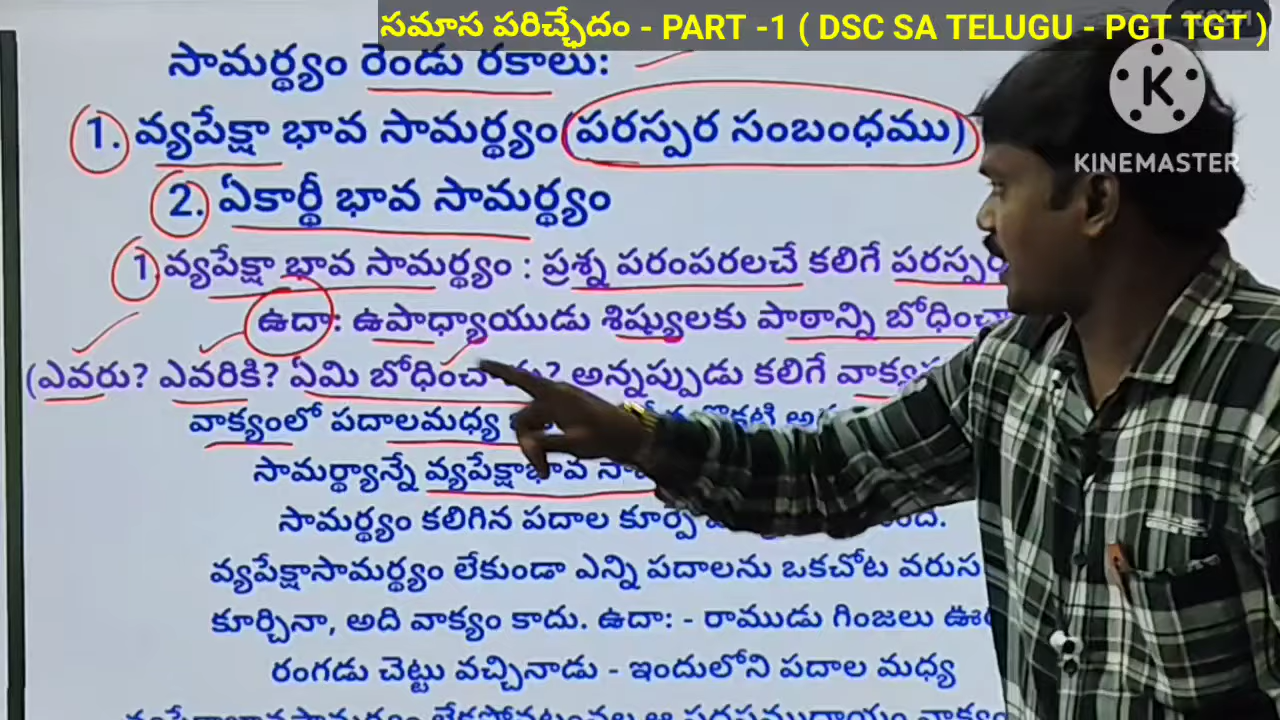 సమాస పరిచ్ఛేదం - PART -1 ( DSC SA TELUGU - PGT TGT )
సామర్థ్యం రెండు రకాలు:
K
KINEMASTER
1. వ్యపేక్షా భావ సామర్థ్యం(పరస్పర సంబంధము)
2. ఏకార్థీ భావ సామర్థ్యం
1. వ్యపేక్షా భావ సామర్థ్యం : ప్రశ్న పరంపరలచే కలిగే పరస్పర
ఉదా: ఉపాధ్యాయుడు శిష్యులకు పాఠాన్ని
(ఎవరు? ఎవరికి? ఏమి అన్నప్పుడు కలిగే
వాక్యంలో పదాలమధ్య
సామర్థ్యాన్నే వ్యపేక్షాభావ
సామర్థ్యం కలిగిన పదాల
వ్యపేక్షాసామర్థ్యం లేకుండా ఎన్ని పదాలను ఒకచోట
కూర్చినా, అది వాక్యం కాదు. ఉదా: - రాముడు గింజలు
రంగడు చెట్టు వచ్చినాడు - ఇందులోని పదాల మధ్య